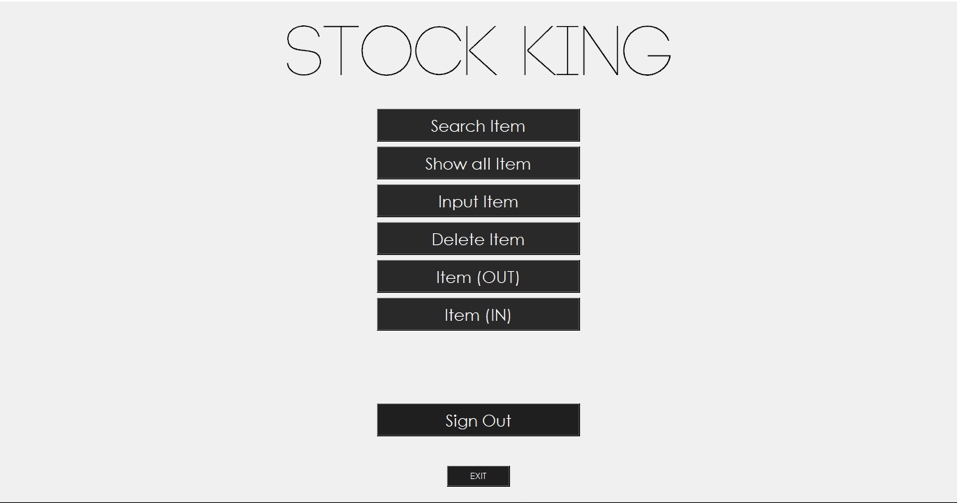 STOCK KING
Search Item
Show all Item
Input Item
Delete Item
Item (OUT)
Item (IN)
Sign Out
EXIT